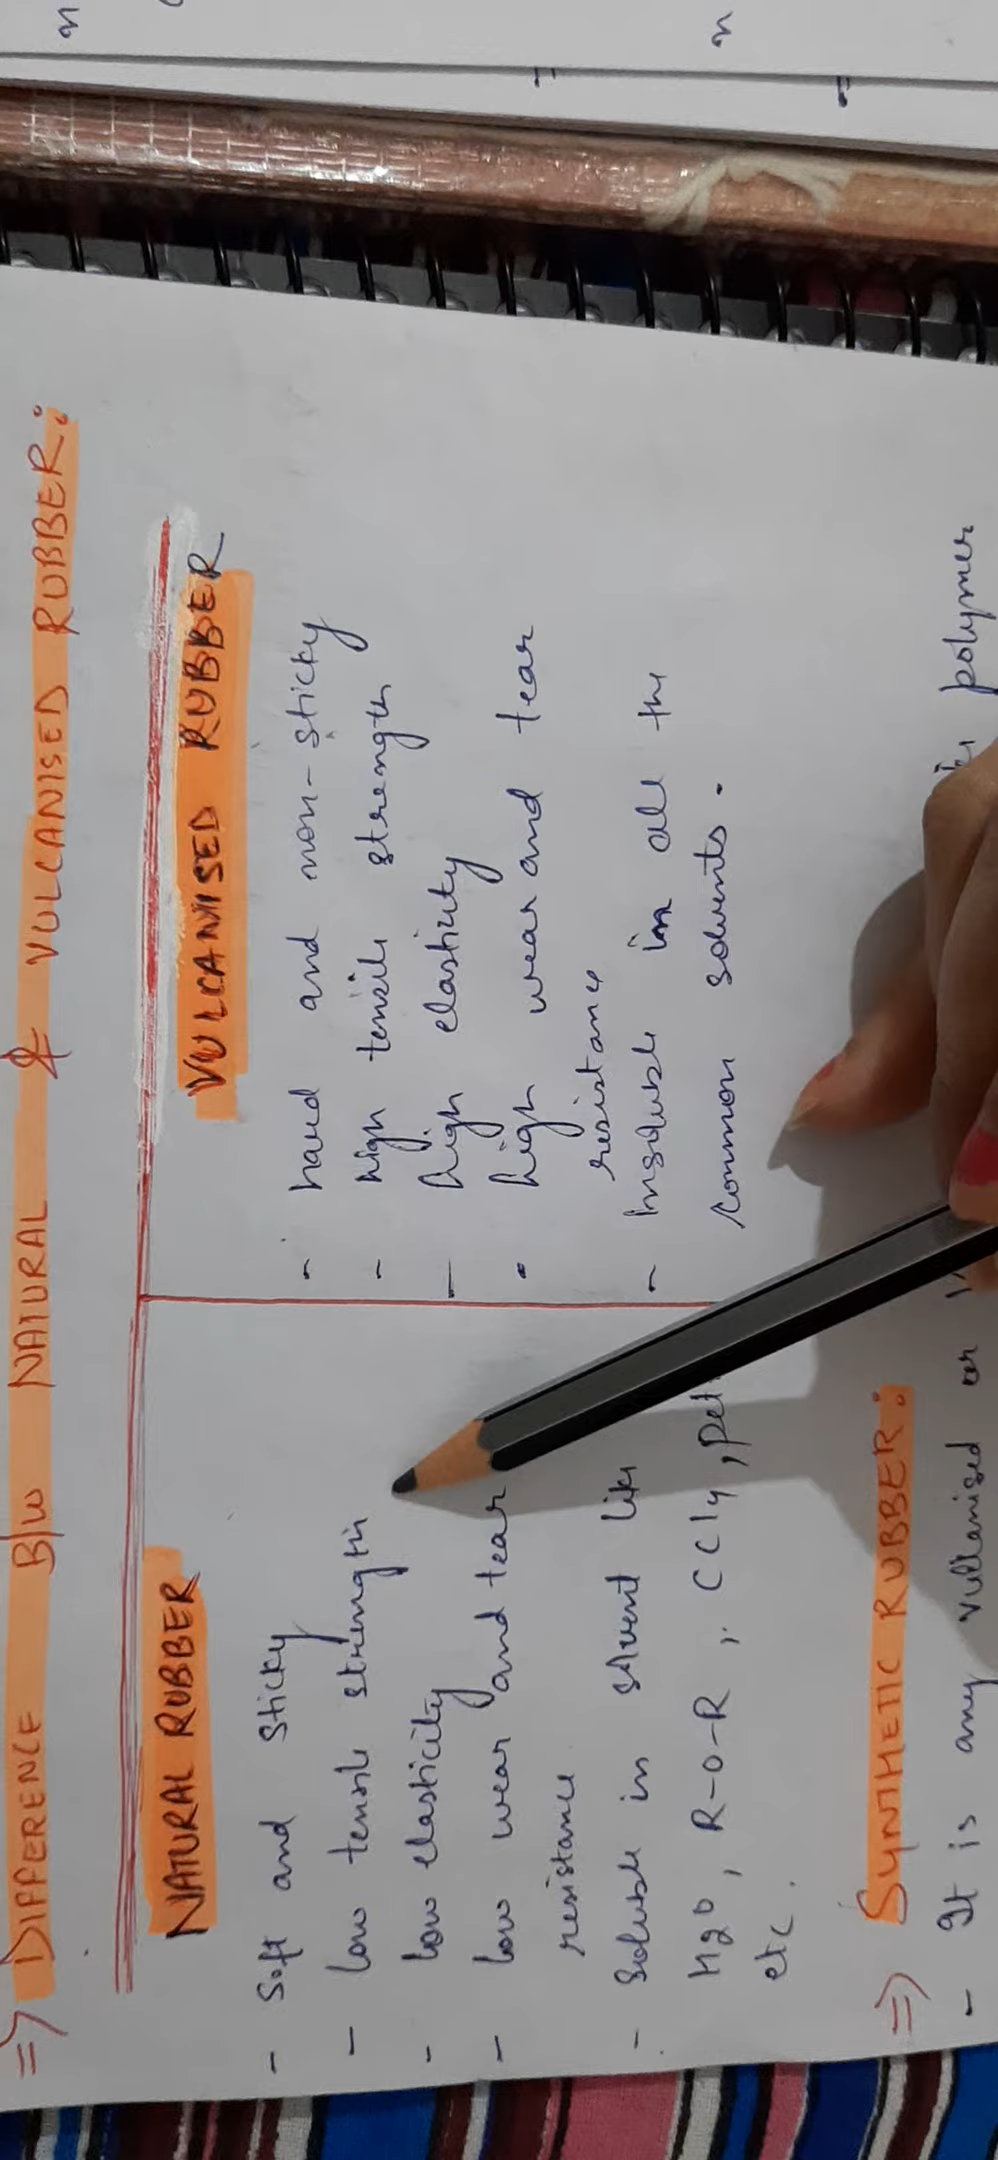 => DIFFERENCE B/w NATURAL & VULCANISED RUBBER:
NATURAL RUBBER
- Soft and sticky
- low tensile strength
- low elasticity
- low wear and tear
resistance
- Soluble in solvent like
H2O, R-O-R, CCl4, pet
etc.
VULCANISED RUBBER
- hard and non-sticky
- high tensile strength
- high elasticity
- high wear and tear
resistance
- Insoluble in all the
common solvents.
=> SYNTHETIC RUBBER:
- It is any vullanised or polymer